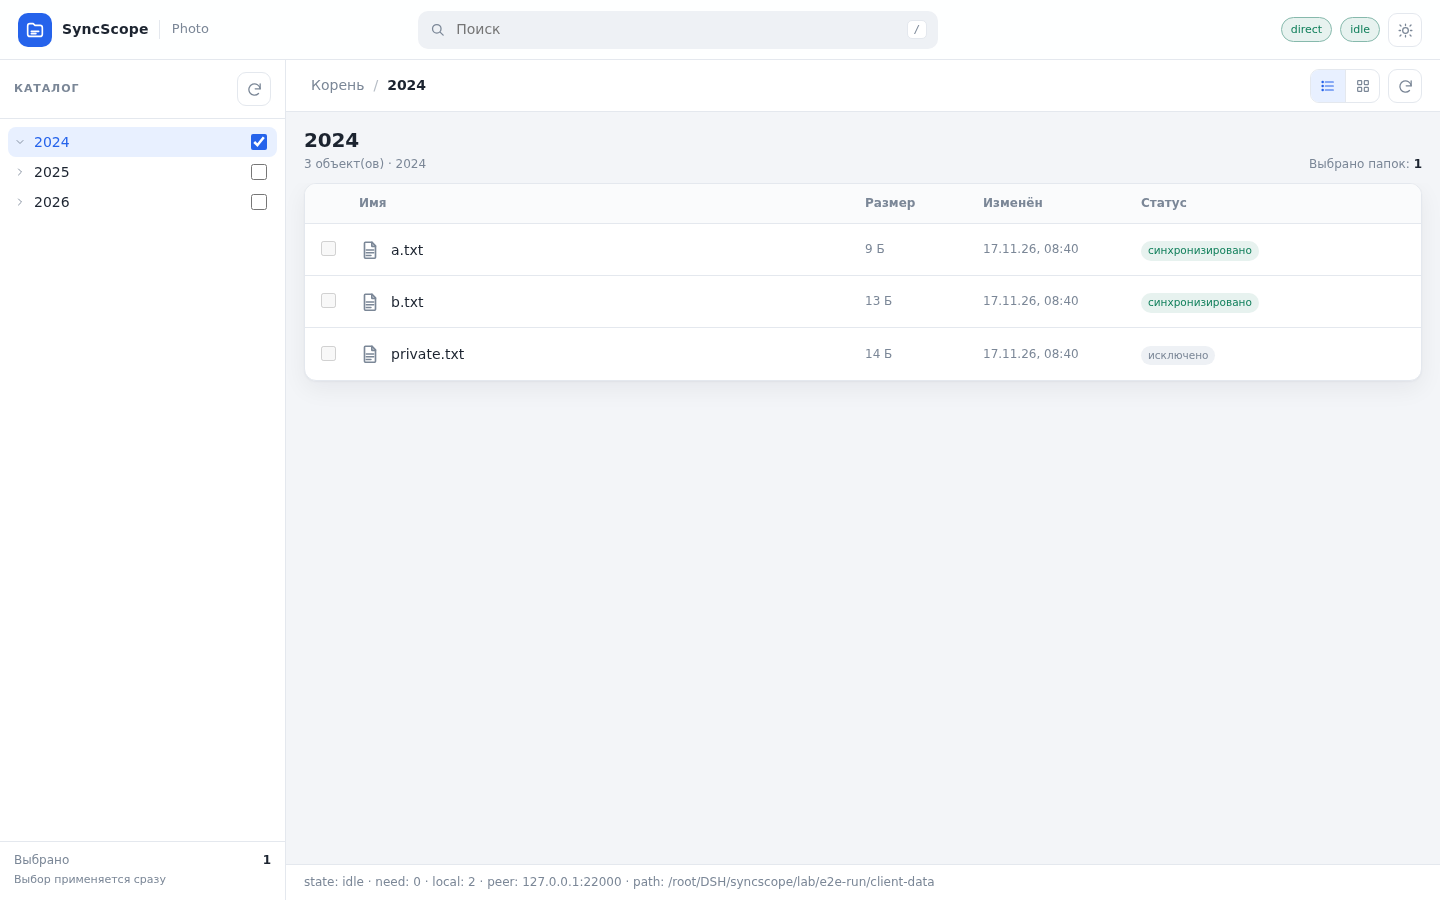 SyncScope Photo
Поиск /
direct idle
КАТАЛОГ
Корень / 2024
2024
2025
2026
2024
3 объект(ов) · 2024
Выбрано папок: 1
Имя Размер Изменён Статус
a.txt 9 Б 17.11.26, 08:40 синхронизировано
b.txt 13 Б 17.11.26, 08:40 синхронизировано
private.txt 14 Б 17.11.26, 08:40 исключено
Выбрано 1
Выбор применяется сразу
state: idle · need: 0 · local: 2 · peer: 127.0.0.1:22000 · path: /root/DSH/syncscope/lab/e2e-run/client-data